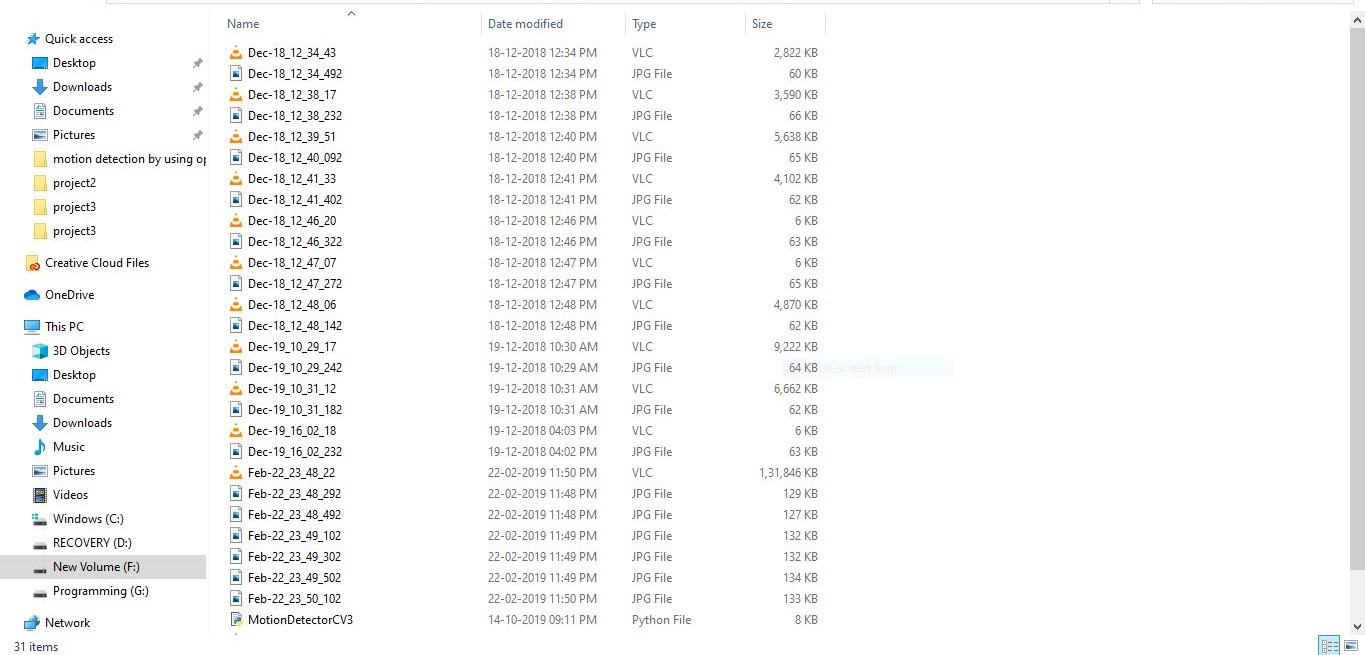 Name Date modified Type Size
Quick access
Desktop
Downloads
Documents
Pictures
motion detection by using op
project2
project3
project3
Creative Cloud Files
OneDrive
This PC
3D Objects
Desktop
Documents
Downloads
Music
Pictures
Videos
Windows (C:)
RECOVERY (D:)
New Volume (F:)
Programming (G:)
Network
Dec-18_12_34_43 18-12-2018 12:34 PM VLC 2,822 KB
Dec-18_12_34_492 18-12-2018 12:34 PM JPG File 60 KB
Dec-18_12_38_17 18-12-2018 12:38 PM VLC 3,590 KB
Dec-18_12_38_232 18-12-2018 12:38 PM JPG File 66 KB
Dec-18_12_39_51 18-12-2018 12:40 PM VLC 5,638 KB
Dec-18_12_40_092 18-12-2018 12:40 PM JPG File 65 KB
Dec-18_12_41_33 18-12-2018 12:41 PM VLC 4,102 KB
Dec-18_12_41_402 18-12-2018 12:41 PM JPG File 62 KB
Dec-18_12_46_20 18-12-2018 12:46 PM VLC 6 KB
Dec-18_12_46_322 18-12-2018 12:46 PM JPG File 63 KB
Dec-18_12_47_07 18-12-2018 12:47 PM VLC 6 KB
Dec-18_12_47_272 18-12-2018 12:47 PM JPG File 65 KB
Dec-18_12_48_06 18-12-2018 12:48 PM VLC 4,870 KB
Dec-18_12_48_142 18-12-2018 12:48 PM JPG File 62 KB
Dec-19_10_29_17 19-12-2018 10:30 AM VLC 9,222 KB
Dec-19_10_29_242 19-12-2018 10:29 AM JPG File 64 KB ull-screen Snip
Dec-19_10_31_12 19-12-2018 10:31 AM VLC 6,662 KB
Dec-19_10_31_182 19-12-2018 10:31 AM JPG File 62 KB
Dec-19_16_02_18 19-12-2018 04:03 PM VLC 6 KB
Dec-19_16_02_232 19-12-2018 04:02 PM JPG File 63 KB
Feb-22_23_48_22 22-02-2019 11:50 PM VLC 1,31,846 KB
Feb-22_23_48_292 22-02-2019 11:48 PM JPG File 129 KB
Feb-22_23_48_492 22-02-2019 11:48 PM JPG File 127 KB
Feb-22_23_49_102 22-02-2019 11:49 PM JPG File 132 KB
Feb-22_23_49_302 22-02-2019 11:49 PM JPG File 132 KB
Feb-22_23_49_502 22-02-2019 11:49 PM JPG File 134 KB
Feb-22_23_50_102 22-02-2019 11:50 PM JPG File 133 KB
MotionDetectorCV3 14-10-2019 09:11 PM Python File 8 KB
31 items